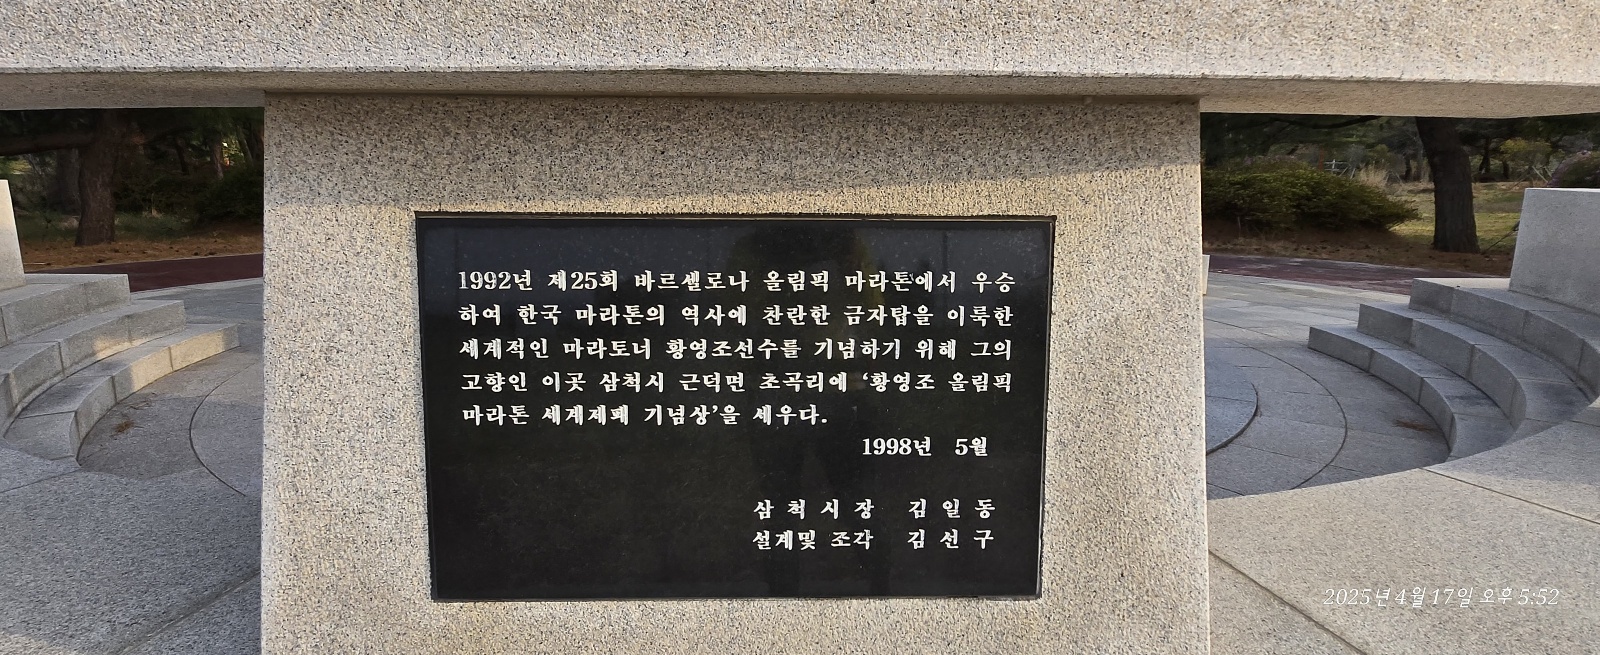 1992년 제25회 바르셀로나 올림픽 마라톤에서 우승
하여 한국 마라톤의 역사에 찬란한 금자탑을 이룩한
세계적인 마라토너 황영조선수를 기념하기 위해 그의
고향인 이곳 삼척시 근덕면 초곡리에 ‘황영조 올림픽
마라톤 세계제패 기념상’을 세우다.
1998년 5월
삼 척 시 장 김 일 동
설계및 조각 김 선 구
2025년 4월 17일 오후 5:52